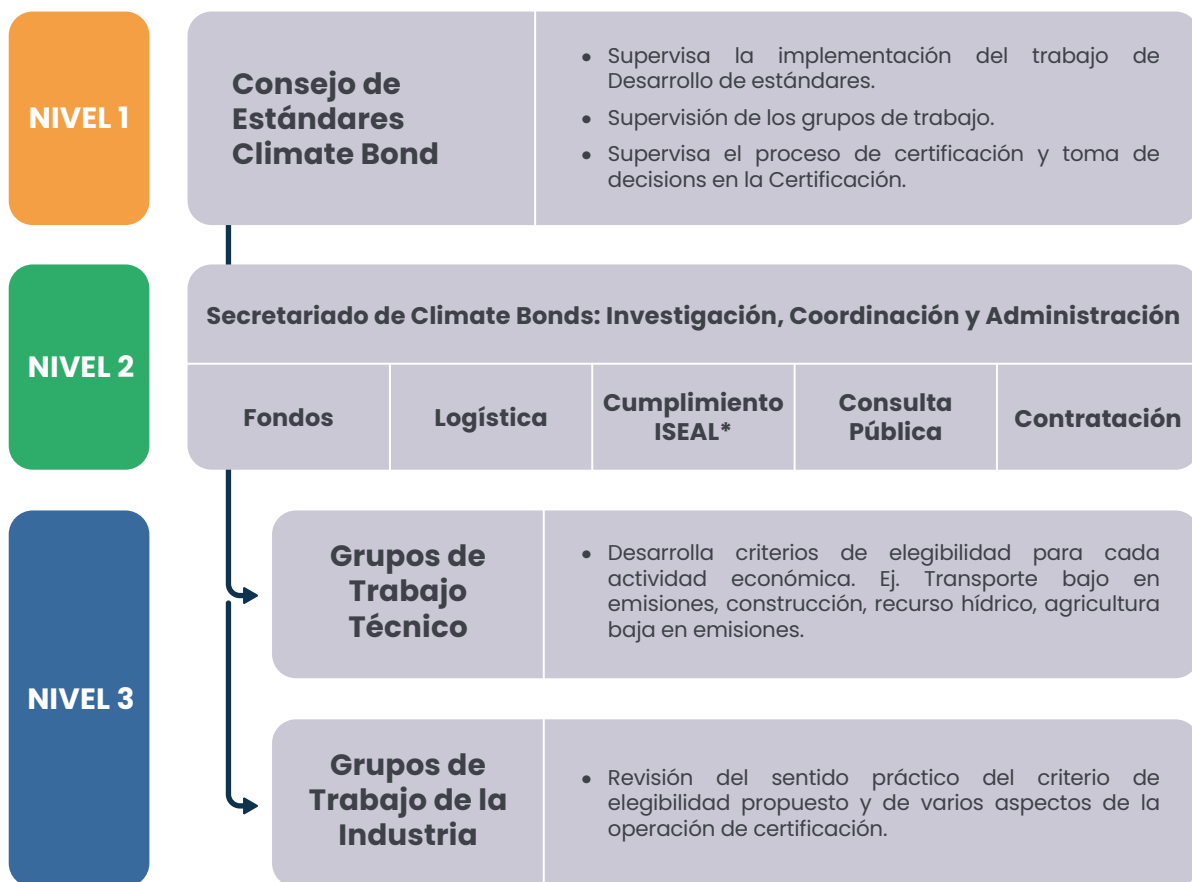 NIVEL 1
Consejo de
Estándares
Climate Bond
• Supervisa la implementación del trabajo de
Desarrollo de estándares.
• Supervisión de los grupos de trabajo.
• Supervisa el proceso de certificación y toma de
decisions en la Certificación.
NIVEL 2
Secretariado de Climate Bonds: Investigación, Coordinación y Administración
Fondos
Logística
Cumplimiento
ISEAL*
Consulta
Pública
Contratación
NIVEL 3
Grupos de
Trabajo
Técnico
• Desarrolla criterios de elegibilidad para cada
actividad económica. Ej. Transporte bajo en
emisiones, construcción, recurso hídrico, agricultura
baja en emisiones.
Grupos de
Trabajo de la
Industria
• Revisión del sentido práctico del criterio de
elegibilidad propuesto y de varios aspectos de la
operación de certificación.